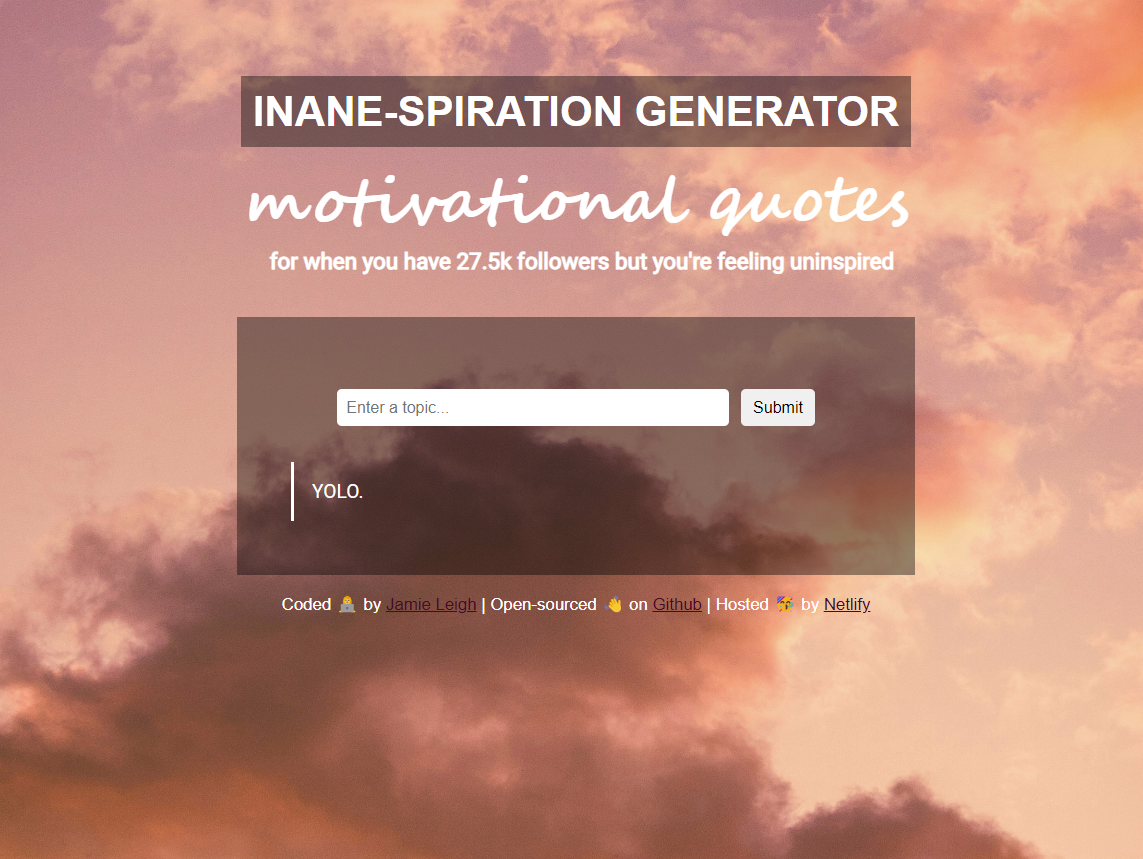 INANE-SPIRATION GENERATOR
motivational quotes
for when you have 27.5k followers but you're feeling uninspired
Enter a topic...
Submit
YOLO.
Coded 👩‍💻 by Jamie Leigh | Open-sourced 👋 on Github | Hosted 🥳 by Netlify